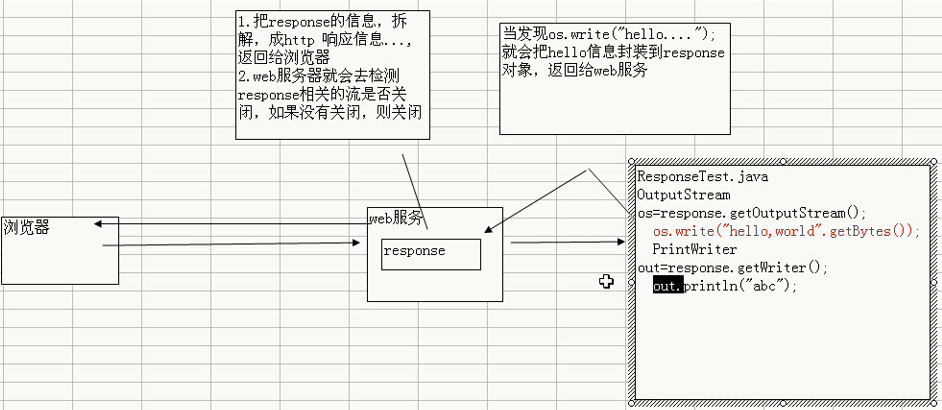 1.把response的信息，拆
解，成http 响应信息...,
返回给浏览器
2.web服务器就会去检测
response相关的流是否关
闭，如果没有关闭，则关闭
当发现os.write("hello....");
就会把hello信息封装到response
对象，返回给web服务
浏览器
web服务
response
ResponseTest.java
OutputStream
os=response.getOutputStream();
os.write("hello,world".getBytes());
PrintWriter
out=response.getWriter();
out.println("abc");